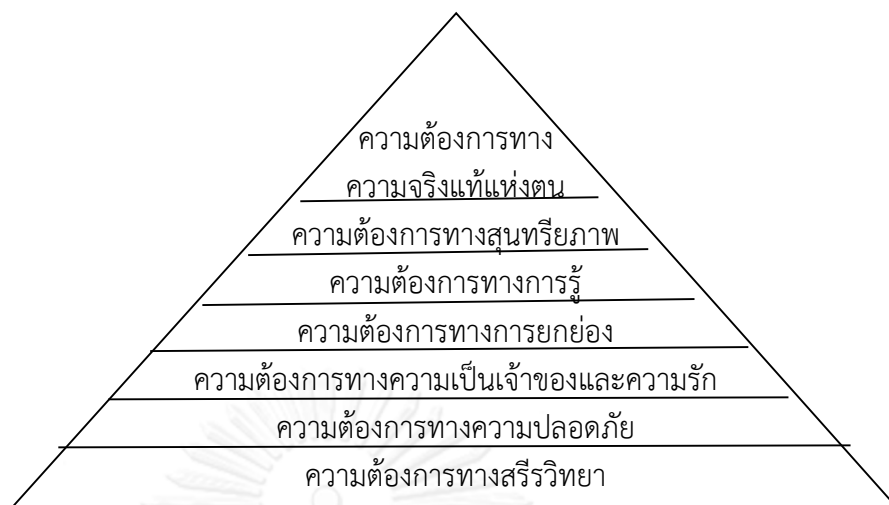 ความต้องการทาง
ความจริงแท้แห่งตน
ความต้องการทางสุนทรียภาพ
ความต้องการทางการรู้
ความต้องการทางการยกย่อง
ความต้องการทางความเป็นเจ้าของและความรัก
ความต้องการทางความปลอดภัย
ความต้องการทางสรีรวิทยา